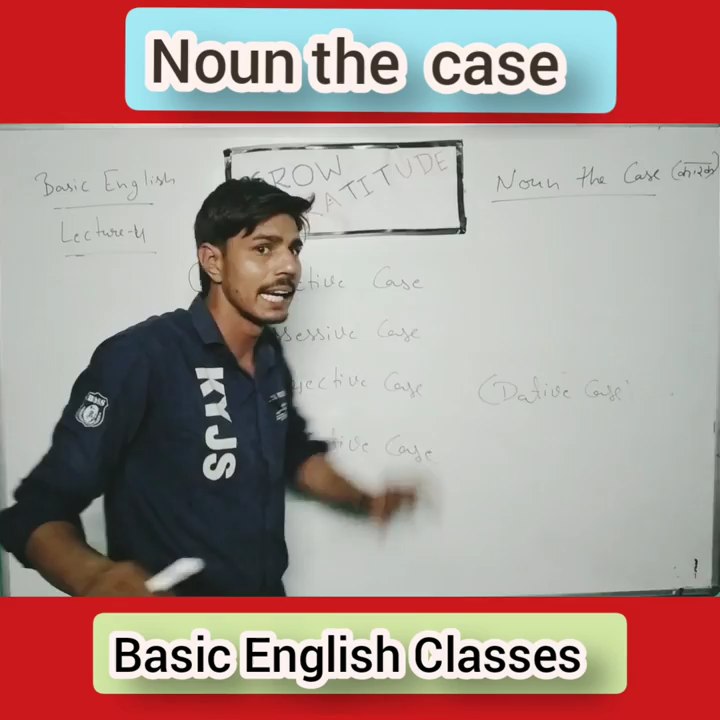 Noun the case
Basic English
Lecture-4
GROW
GRATITUDE
Noun the Case (कारक)
Case
Case
Case
(Dative Case)
Case
KYJS
Basic English Classes